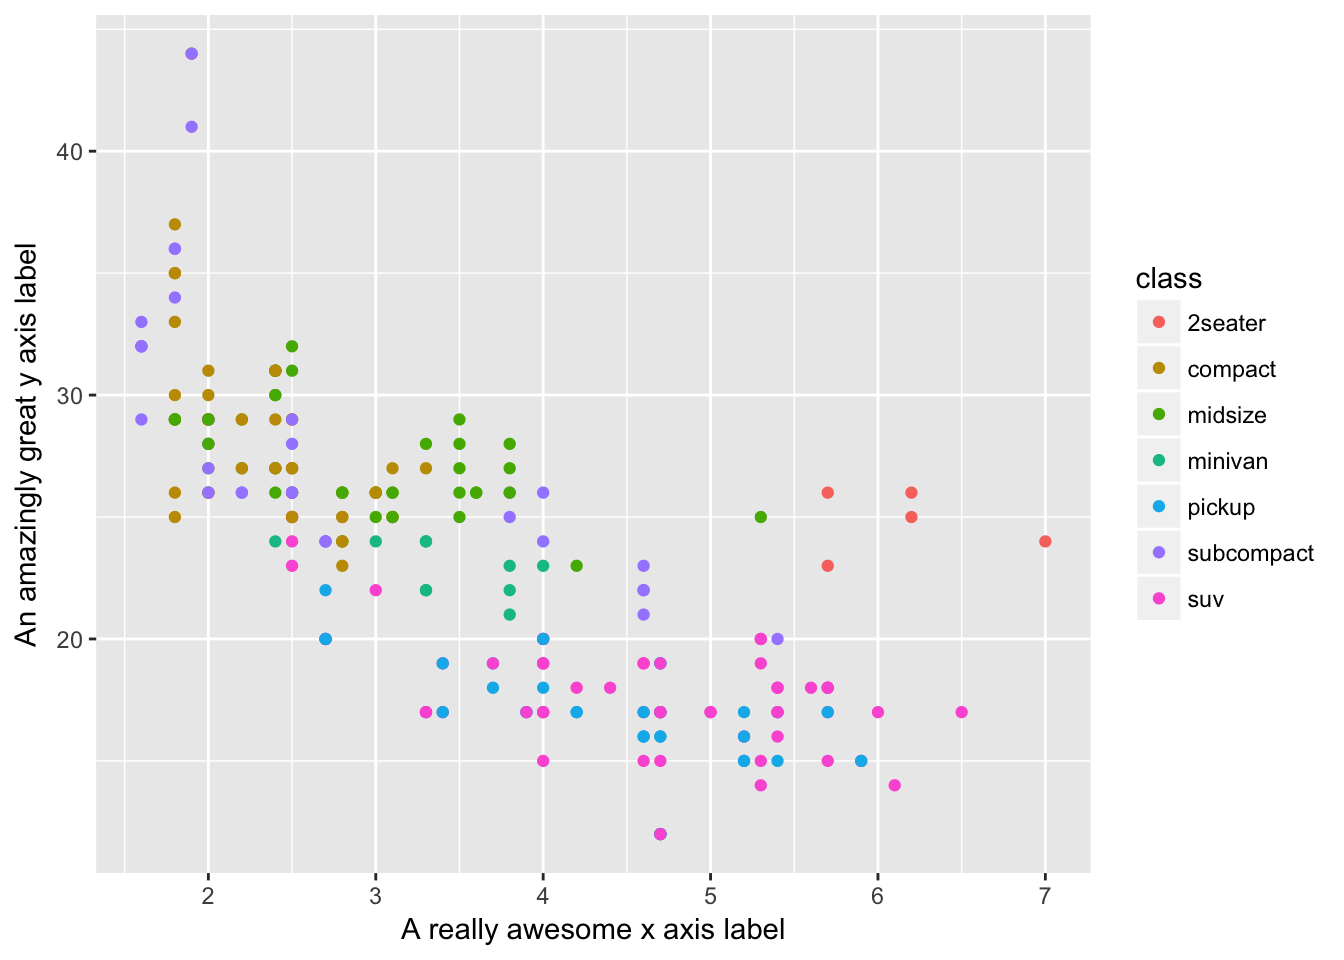 An amazingly great y axis label
40
30
20
2 3 4 5 6 7
A really awesome x axis label
class
2seater
compact
midsize
minivan
pickup
subcompact
suv